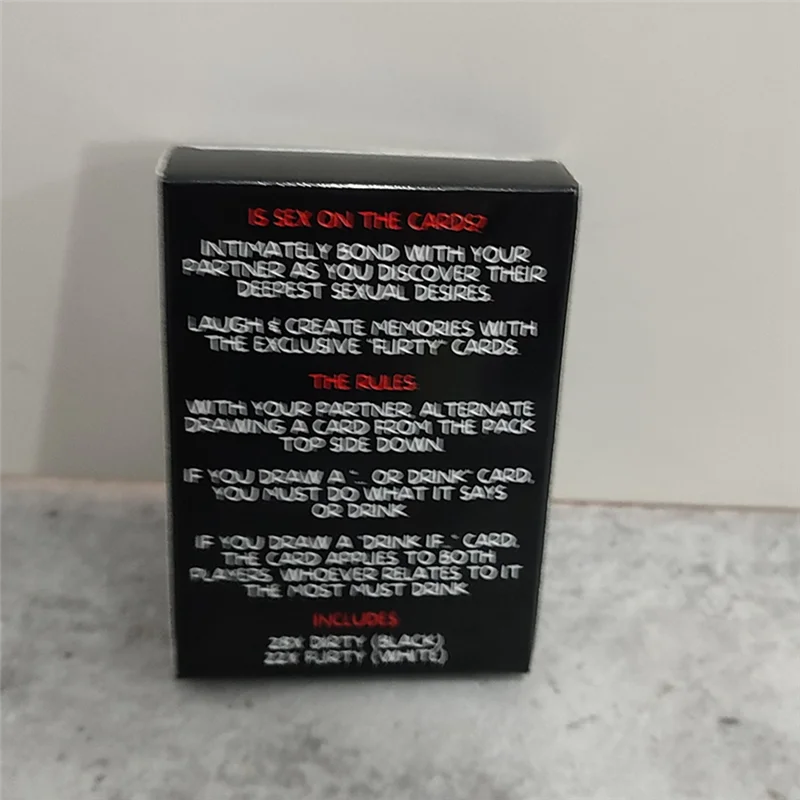 IS SEX ON THE CARDS?
INTIMATELY BOND WITH YOUR
PARTNER AS YOU DISCOVER THEIR
DEEPEST SEXUAL DESIRES.
LAUGH & CREATE MEMORIES WITH
THE EXCLUSIVE "FLIRTY" CARDS.
THE RULES:
WITH YOUR PARTNER, ALTERNATE
DRAWING A CARD FROM THE PACK
TOP SIDE DOWN.
IF YOU DRAW A "... OR DRINK" CARD,
YOU MUST DO WHAT IT SAYS
OR DRINK.
IF YOU DRAW A "DRINK IF..." CARD,
THE CARD APPLIES TO BOTH
PLAYERS, WHOEVER RELATES TO IT
THE MOST MUST DRINK.
INCLUDES:
28X DIRTY (BLACK)
22X FLIRTY (WHITE)